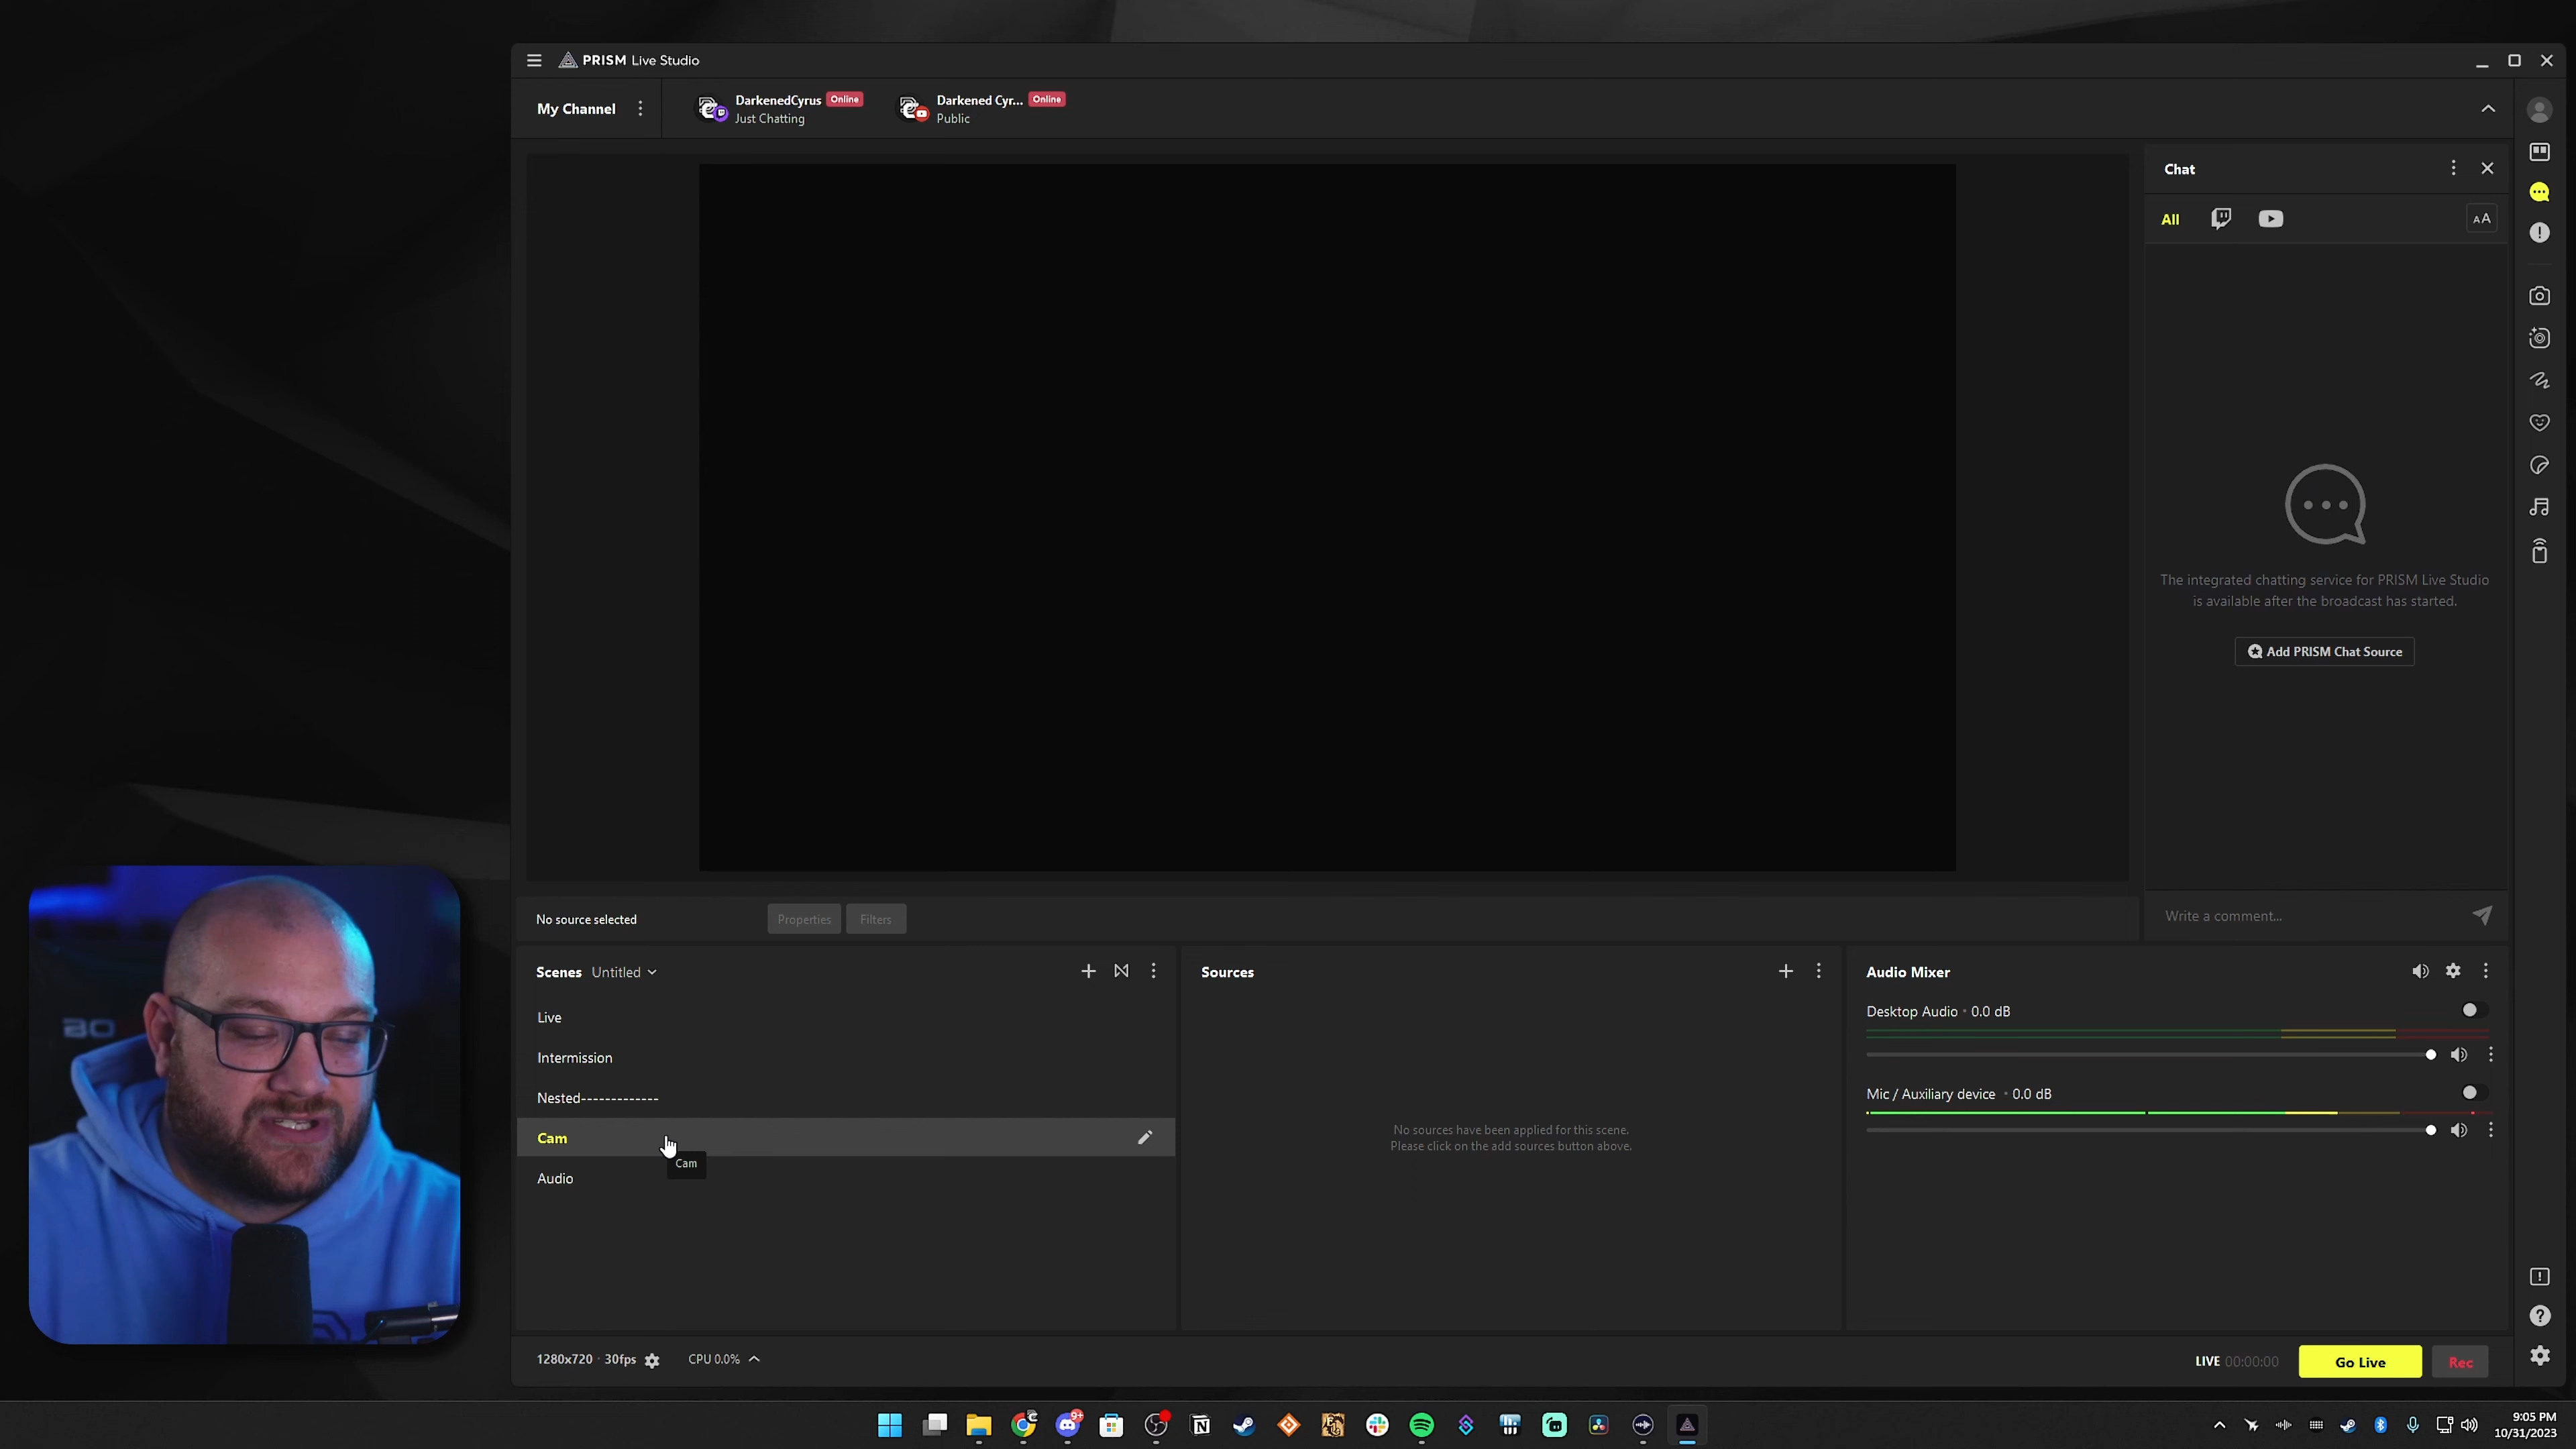 PRISM Live Studio
My Channel
DarkenedCyrus Online
Just Chatting
Darkened Cyr... Online
Public
Chat
All
AA
The integrated chatting service for PRISM Live Studio
is available after the broadcast has started.
Add PRISM Chat Source
Write a comment...
No source selected
Properties
Filters
Scenes Untitled
Live
Intermission
Nested-------------
Cam
Cam
Audio
Sources
No sources have been applied for this scene.
Please click on the add sources button above.
Audio Mixer
Desktop Audio • 0.0 dB
Mic / Auxiliary device • 0.0 dB
1280x720 · 30fps
CPU 0.0%
LIVE 00:00:00
Go Live
Rec
9+
9:05 PM
10/31/2023